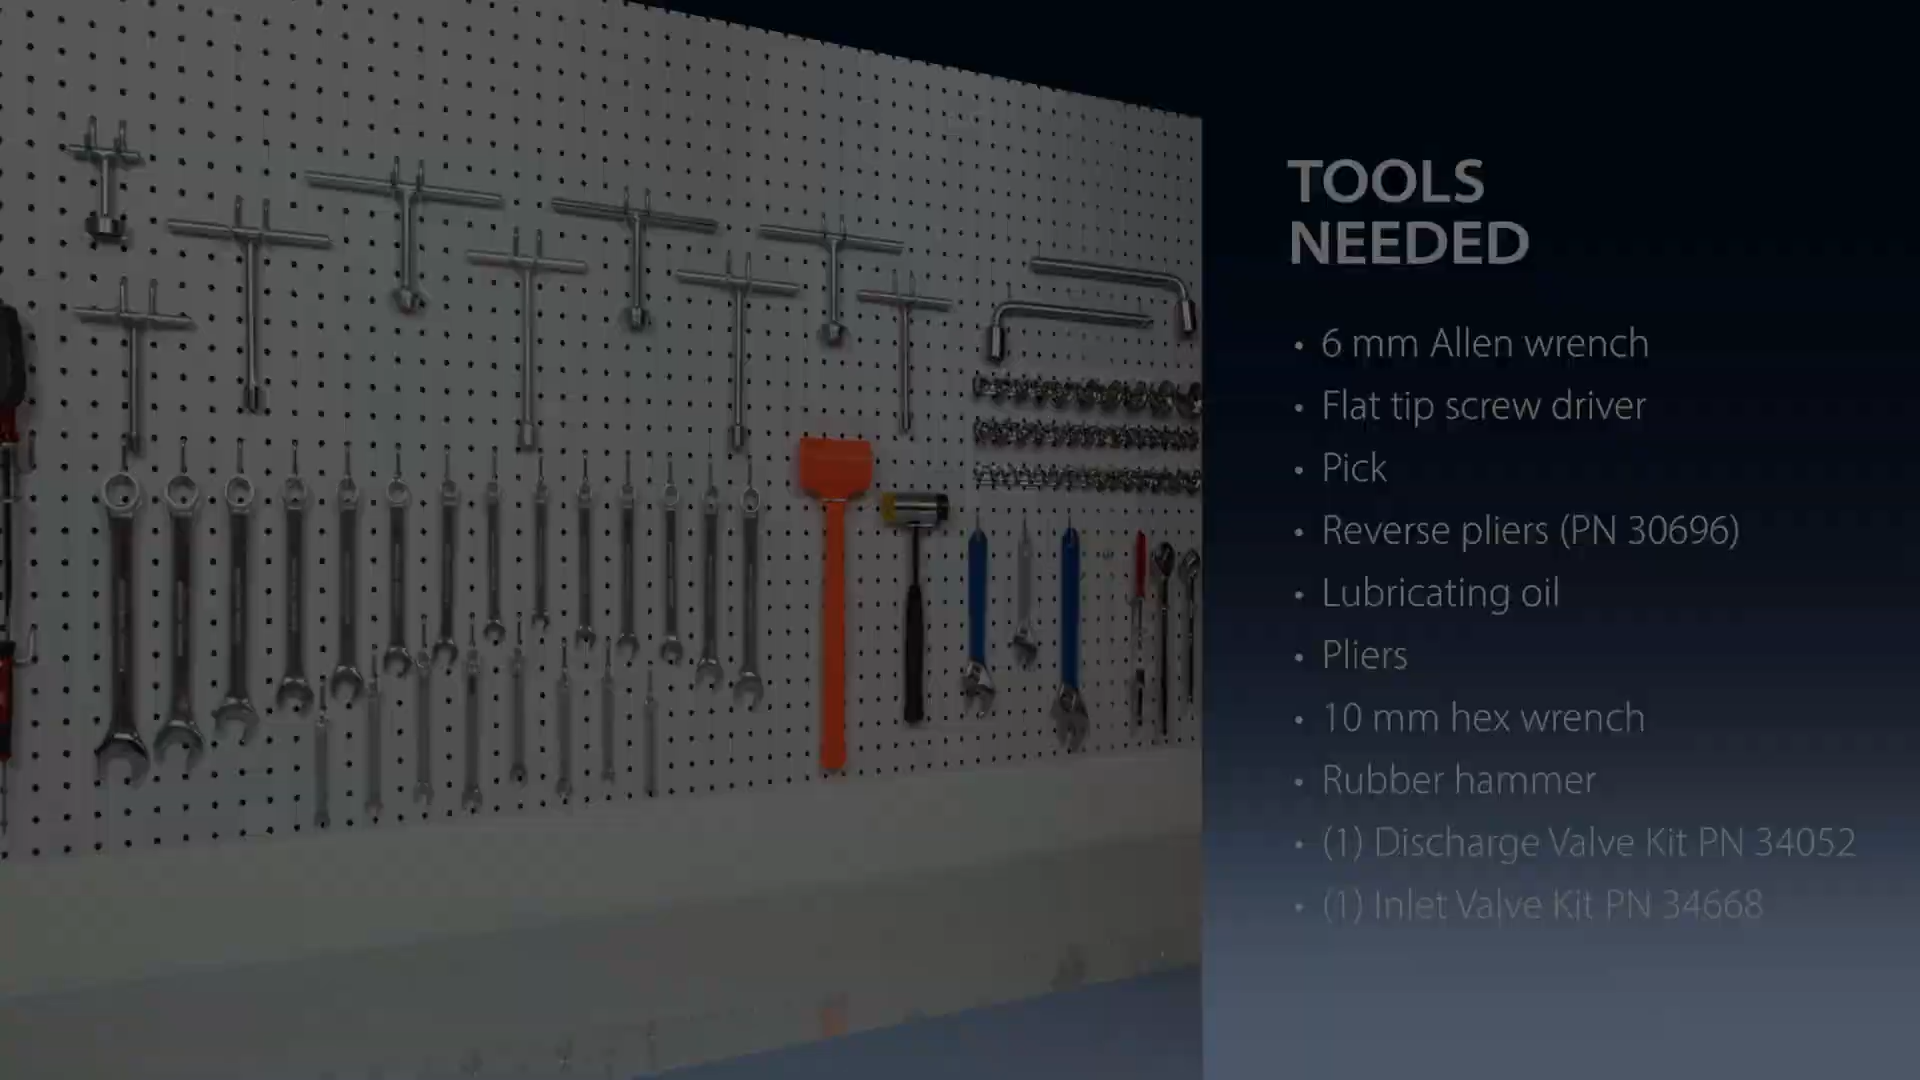 TOOLS
NEEDED
• 6 mm Allen wrench
• Flat tip screw driver
• Pick
• Reverse pliers (PN 30696)
• Lubricating oil
• Pliers
• 10 mm hex wrench
• Rubber hammer
• (1) Discharge Valve Kit PN 34052
• (1) Inlet Valve Kit PN 34668